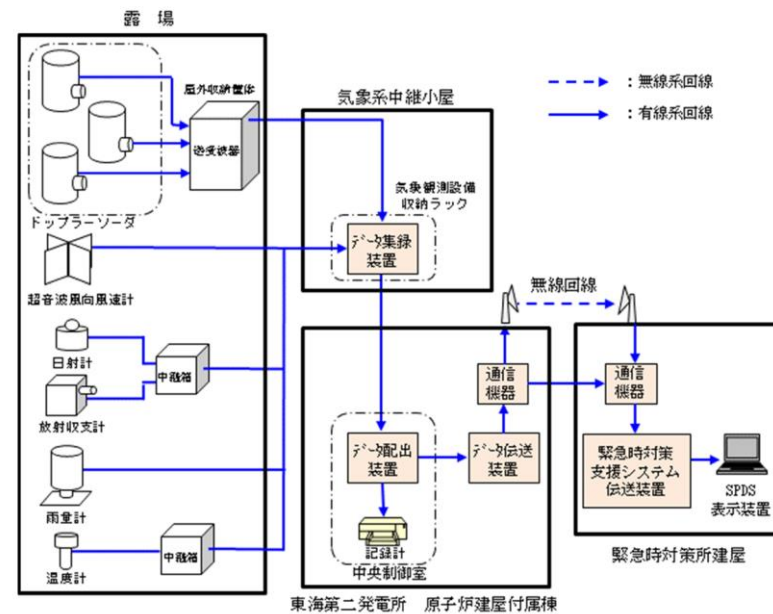 露 場
屋外収納筐体
送受波器
ドップラーソーダ
超音波風向風速計
日射計
放射収支計
中継箱
雨量計
温度計
中継箱
気象系中継小屋
気象観測設備
収納ラック
データ集録
装置
：無線系回線
：有線系回線
無線回線
通信
機器
データ配出
装置
データ伝送
装置
記録計
中央制御室
東海第二発電所 原子炉建屋付属棟
通信
機器
緊急時対策
支援システム
伝送装置
SPDS
表示装置
緊急時対策所建屋